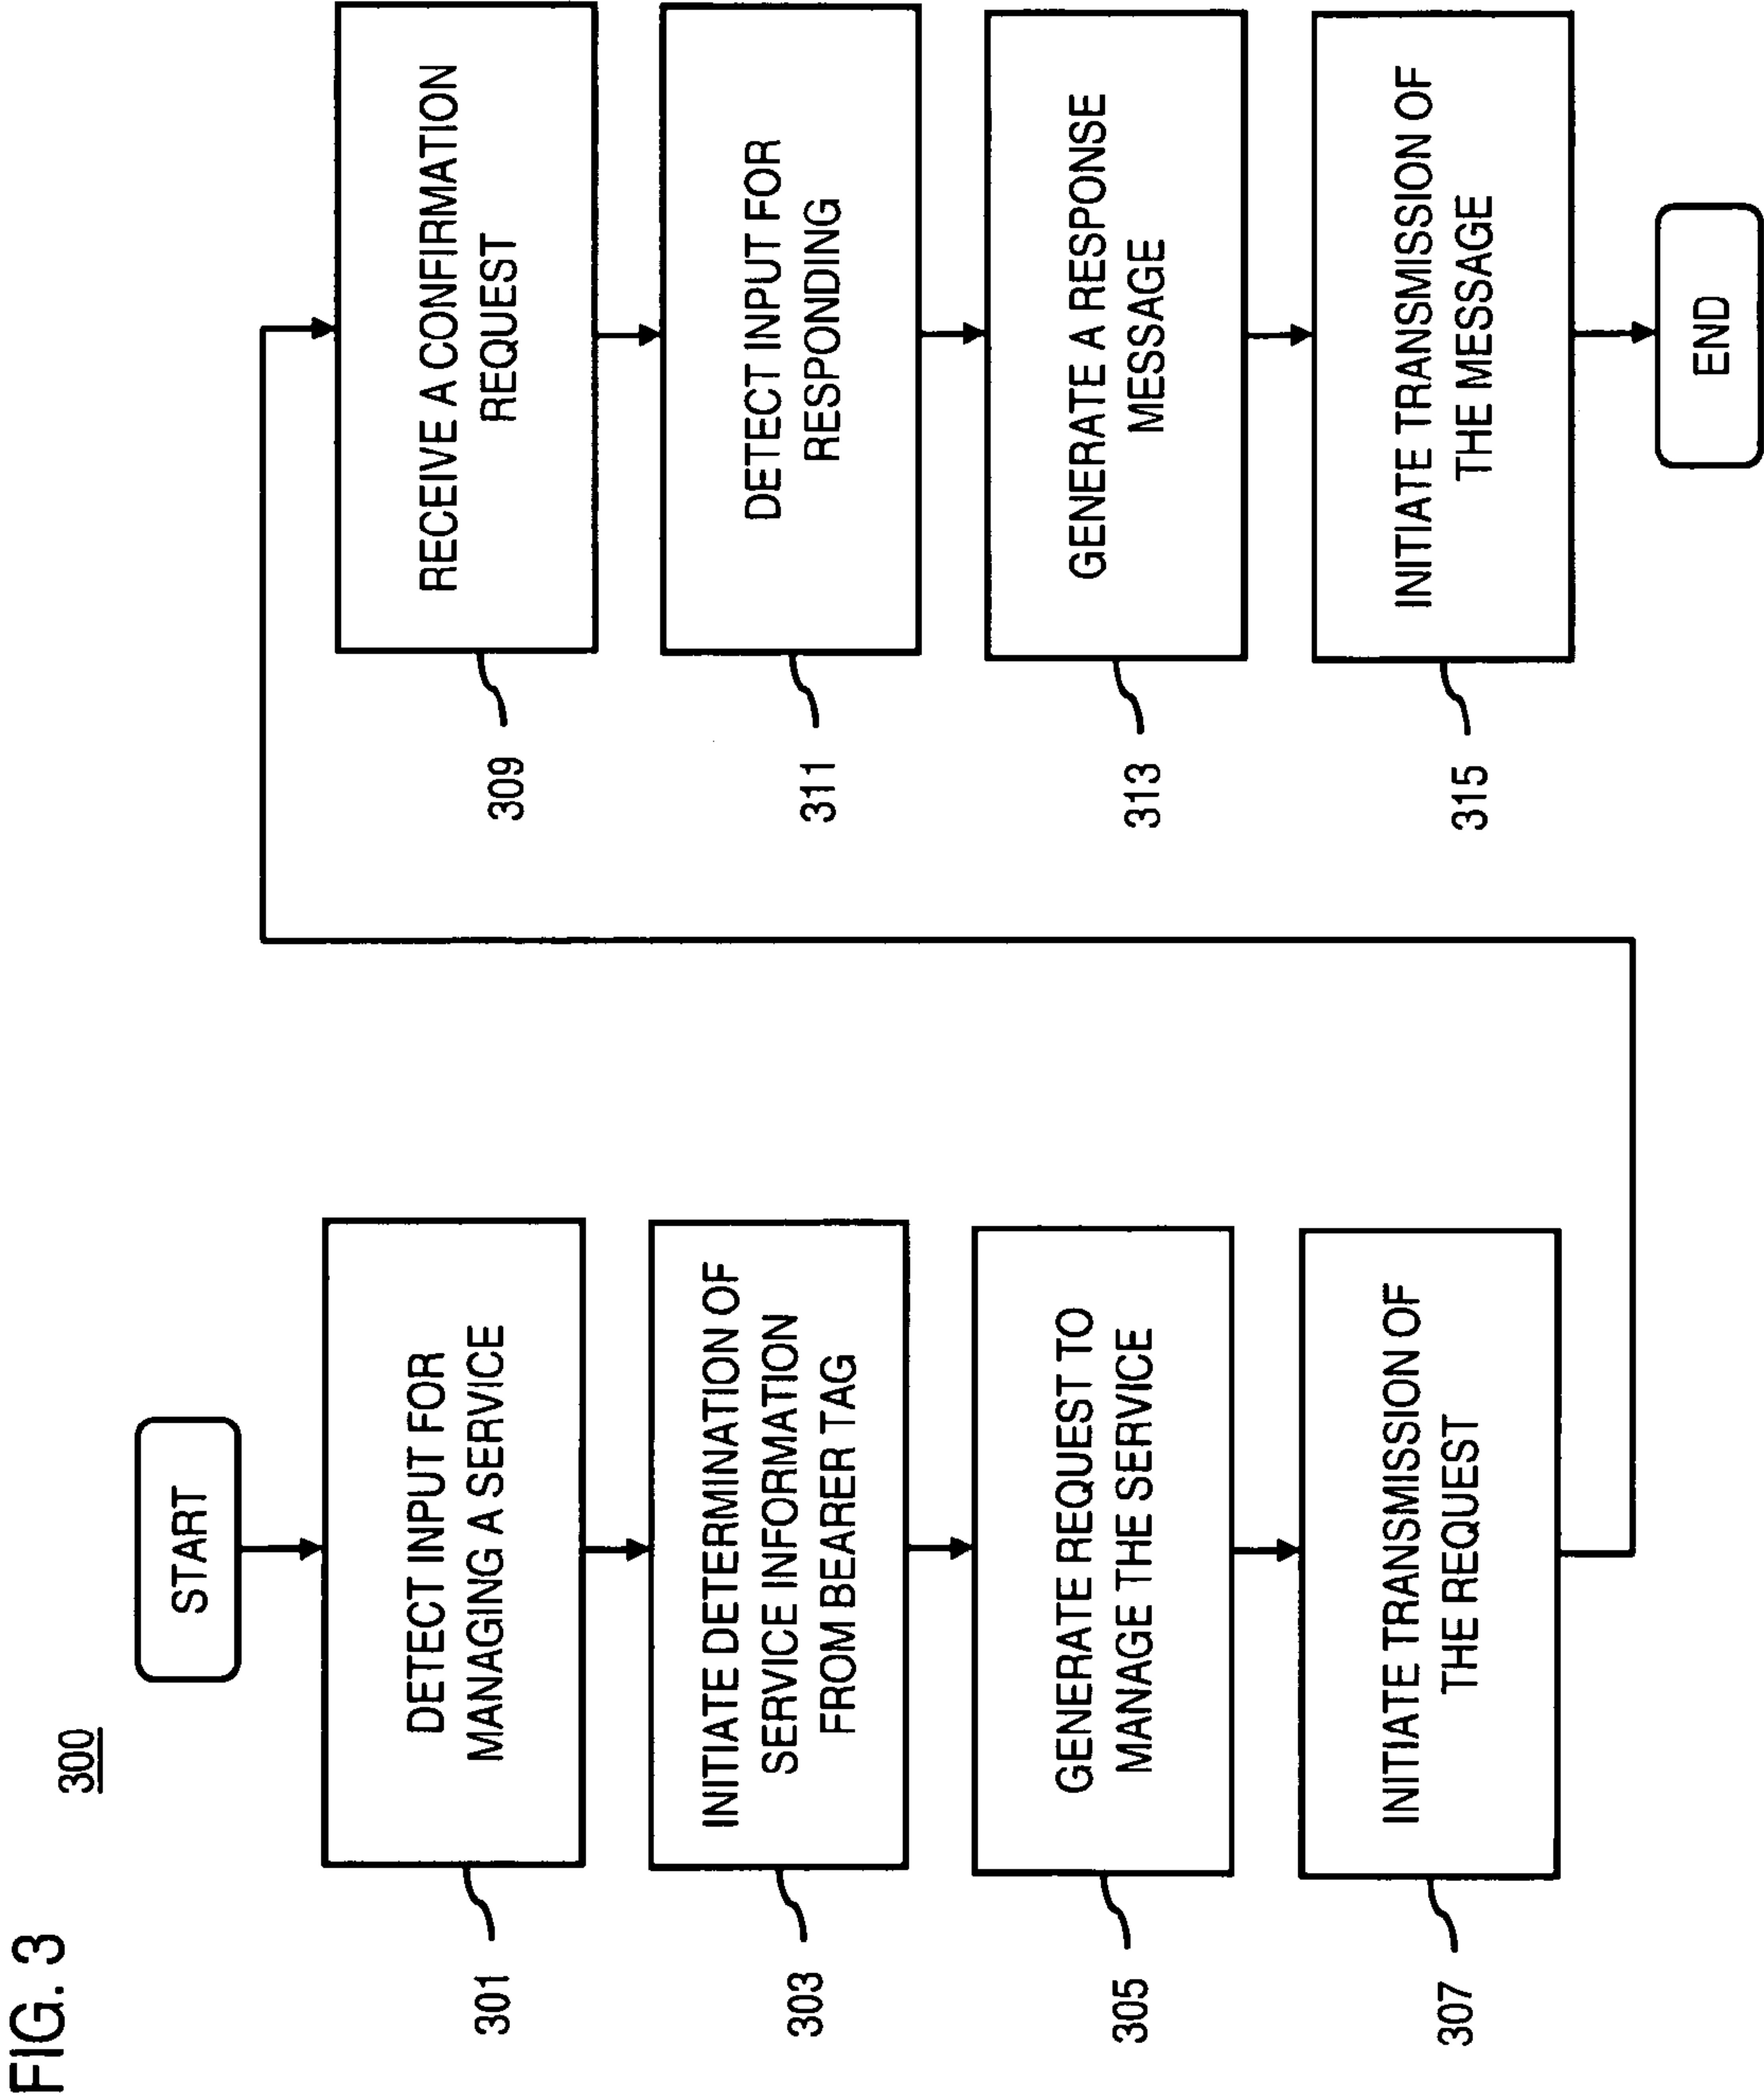 FIG. 3
300
START
301
DETECT INPUT FOR
MANAGING A SERVICE
303
INITIATE DETERMINATION OF
SERVICE INFORMATION
FROM BEARER TAG
305
GENERATE REQUEST TO
MANAGE THE SERVICE
307
INITIATE TRANSMISSION OF
THE REQUEST
309
RECEIVE A CONFIRMATION
REQUEST
311
DETECT INPUT FOR
RESPONDING
313
GENERATE A RESPONSE
MESSAGE
315
INITIATE TRANSMISSION OF
THE MESSAGE
END